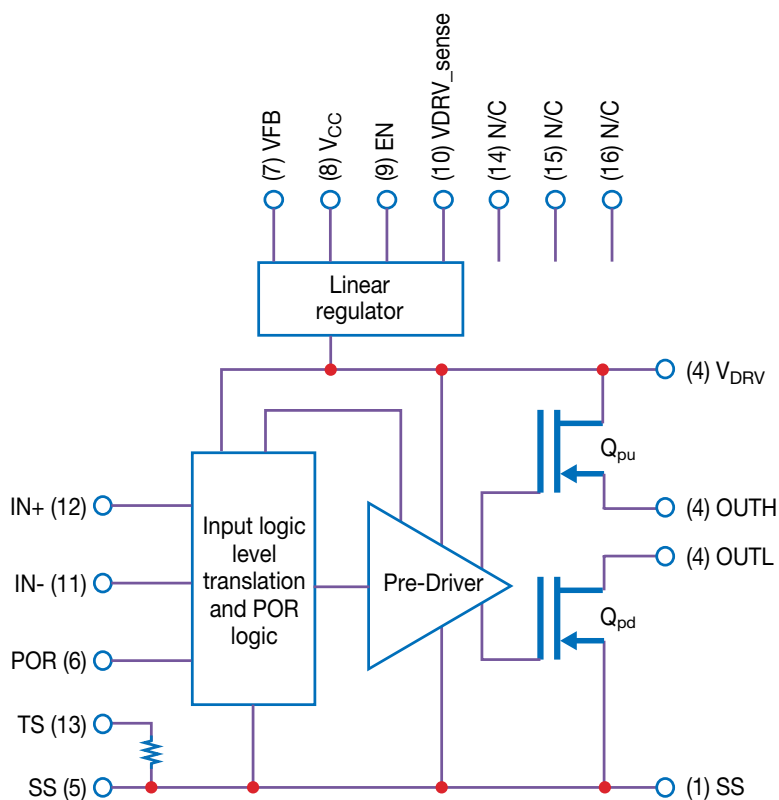 (7) VFB
(8) VCC
(9) EN
(10) VDRV_sense
(14) N/C
(15) N/C
(16) N/C
Linear
regulator
(4) VDRV
Qpu
IN+ (12)
(4) OUTH
Input logic
level
translation
and POR
logic
(4) OUTL
IN- (11)
Pre-Driver
Qpd
POR (6)
TS (13)
SS (5)
(1) SS